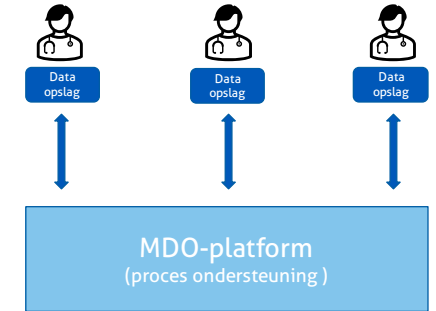 Data
opslag
Data
opslag
Data
opslag
MDO-platform
(proces ondersteuning )